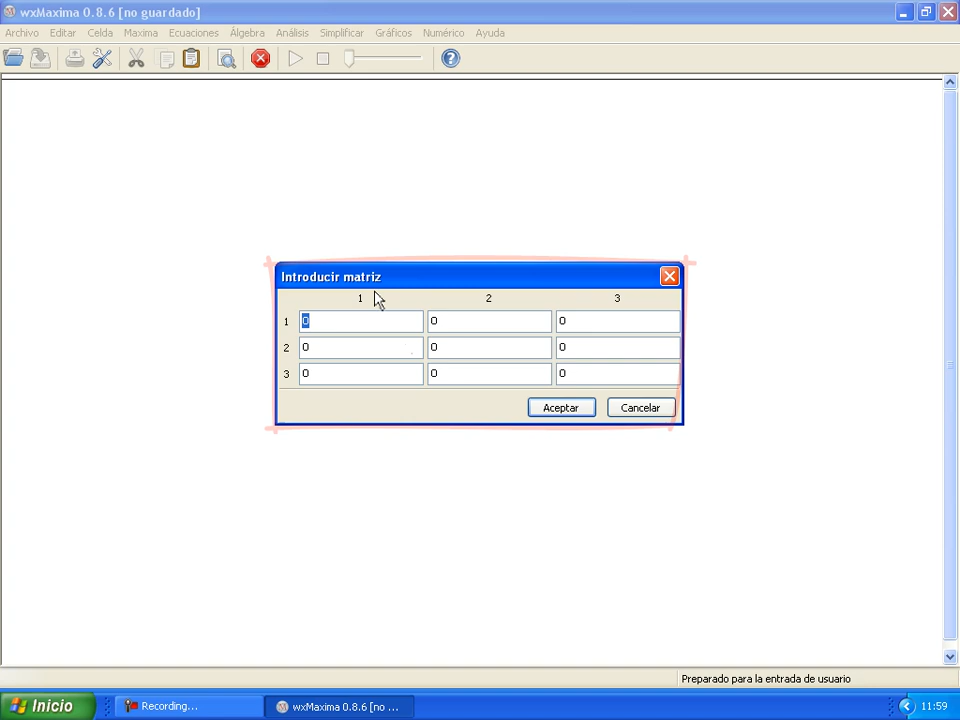 wxMaxima 0.8.6 [no guardado]
Archivo Editar Celda Maxima Ecuaciones Álgebra Análisis Simplificar Gráficos Numérico Ayuda
Introducir matriz
1 2 3
1 0 0 0
2 0 0 0
3 0 0 0
Aceptar Cancelar
Preparado para la entrada de usuario
Inicio Recording... wxMaxima 0.8.6 [no ... 11:59